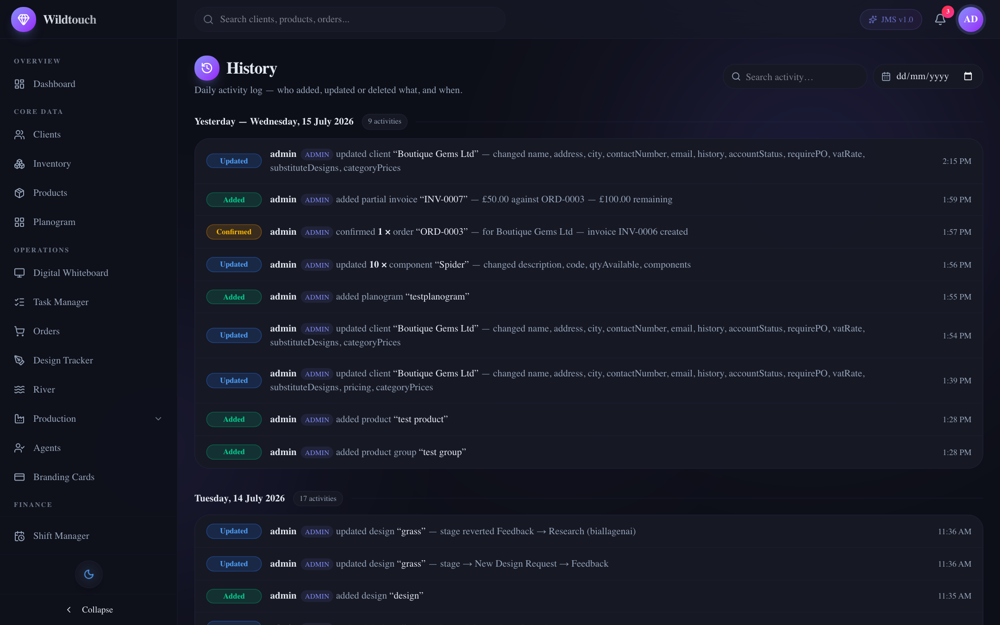 Wildtouch
Search clients, products, orders...
JMS v1.0
3
AD
OVERVIEW
Dashboard
CORE DATA
Clients
Inventory
Products
Planogram
OPERATIONS
Digital Whiteboard
Task Manager
Orders
Design Tracker
River
Production
Agents
Branding Cards
FINANCE
Shift Manager
Collapse
History
Daily activity log — who added, updated or deleted what, and when.
Search activity…
dd/mm/yyyy
Yesterday — Wednesday, 15 July 2026 9 activities
Updated admin ADMIN updated client “Boutique Gems Ltd” — changed name, address, city, contactNumber, email, history, accountStatus, requirePO, vatRate,
substituteDesigns, categoryPrices
2:15 PM
Added admin ADMIN added partial invoice “INV-0007” — £50.00 against ORD-0003 — £100.00 remaining 1:59 PM
Confirmed admin ADMIN confirmed 1 × order “ORD-0003” — for Boutique Gems Ltd — invoice INV-0006 created 1:57 PM
Updated admin ADMIN updated 10 × component “Spider” — changed description, code, qtyAvailable, components 1:56 PM
Added admin ADMIN added planogram “testplanogram” 1:55 PM
Updated admin ADMIN updated client “Boutique Gems Ltd” — changed name, address, city, contactNumber, email, history, accountStatus, requirePO, vatRate,
substituteDesigns, categoryPrices
1:54 PM
Updated admin ADMIN updated client “Boutique Gems Ltd” — changed name, address, city, contactNumber, email, history, accountStatus, requirePO, vatRate,
substituteDesigns, pricing, categoryPrices
1:39 PM
Added admin ADMIN added product “test product” 1:28 PM
Added admin ADMIN added product group “test group” 1:28 PM
Tuesday, 14 July 2026 17 activities
Updated admin ADMIN updated design “grass” — stage reverted Feedback → Research (biallagenai) 11:36 AM
Updated admin ADMIN updated design “grass” — stage → New Design Request → Feedback 11:36 AM
Added admin ADMIN added design “design” 11:35 AM